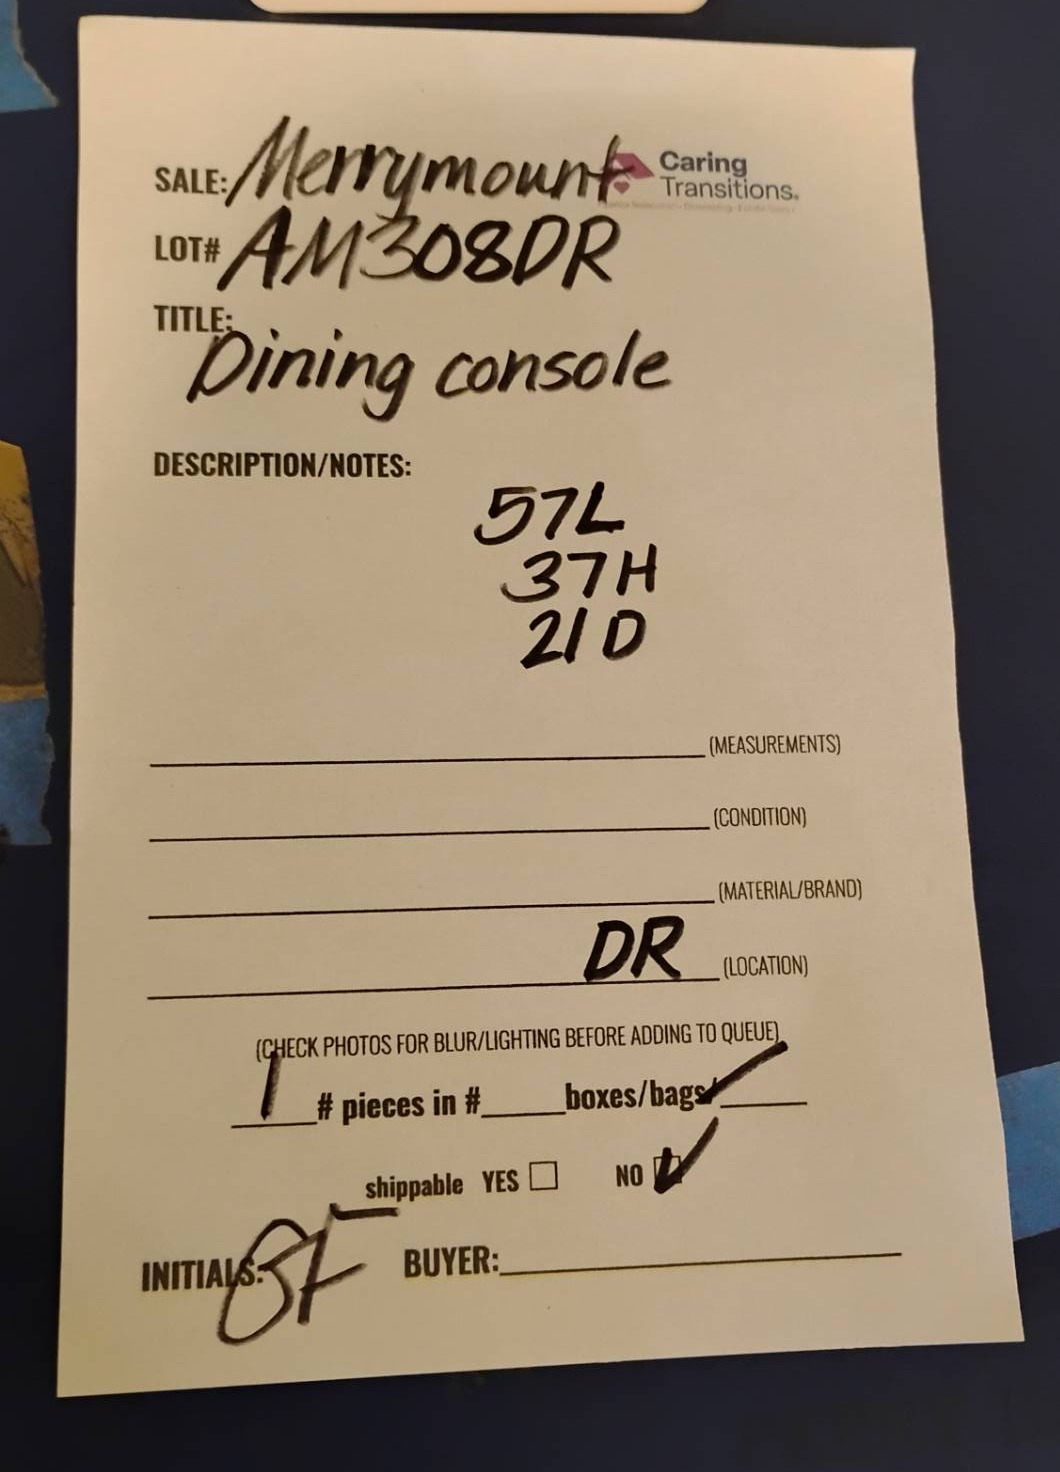 SALE: Merrymount Caring Transitions.
LOT# AM308DR
TITLE:
Dining console
DESCRIPTION/NOTES:
57L
37H
21D
(MEASUREMENTS)
(CONDITION)
(MATERIAL/BRAND)
DR (LOCATION)
(CHECK PHOTOS FOR BLUR/LIGHTING BEFORE ADDING TO QUEUE)
1 # pieces in #_____ boxes/bags/_____
shippable YES ☐ NO ☑
INITIALS: SF BUYER: